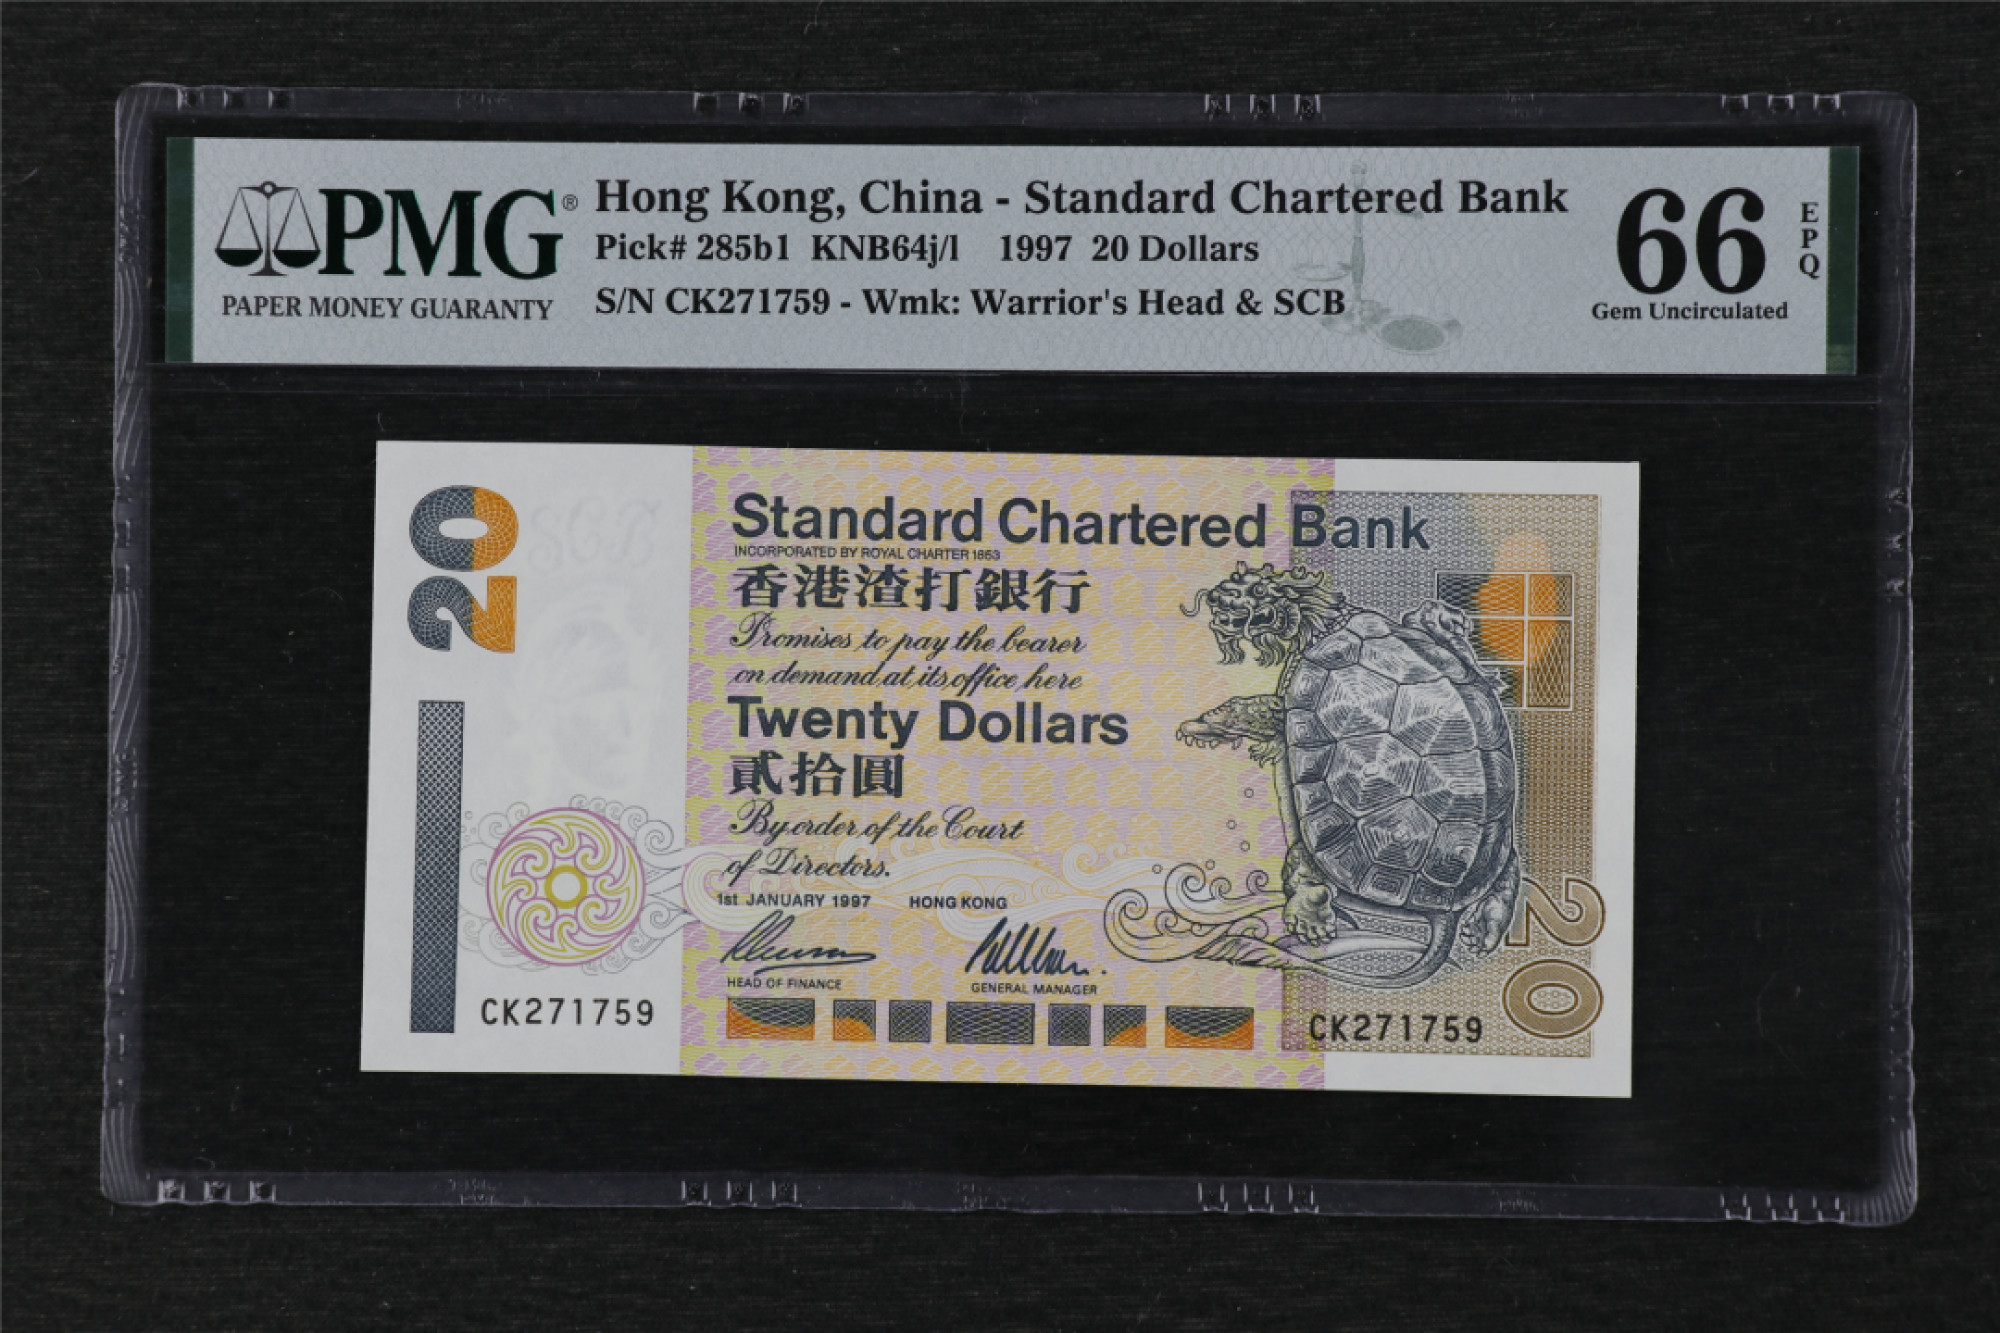 PMG®
PAPER MONEY GUARANTY
Hong Kong, China - Standard Chartered Bank
Pick# 285b1 KNB64j/l 1997 20 Dollars
S/N CK271759 - Wmk: Warrior's Head & SCB
66
EPQ
Gem Uncirculated
20
SCB
Standard Chartered Bank
INCORPORATED BY ROYAL CHARTER 1853
香港渣打銀行
Promises to pay the bearer
on demand at its office here
Twenty Dollars
貳拾圓
By order of the Court
of Directors.
1st JANUARY 1997 HONG KONG
HEAD OF FINANCE
GENERAL MANAGER
CK271759
CK271759
20